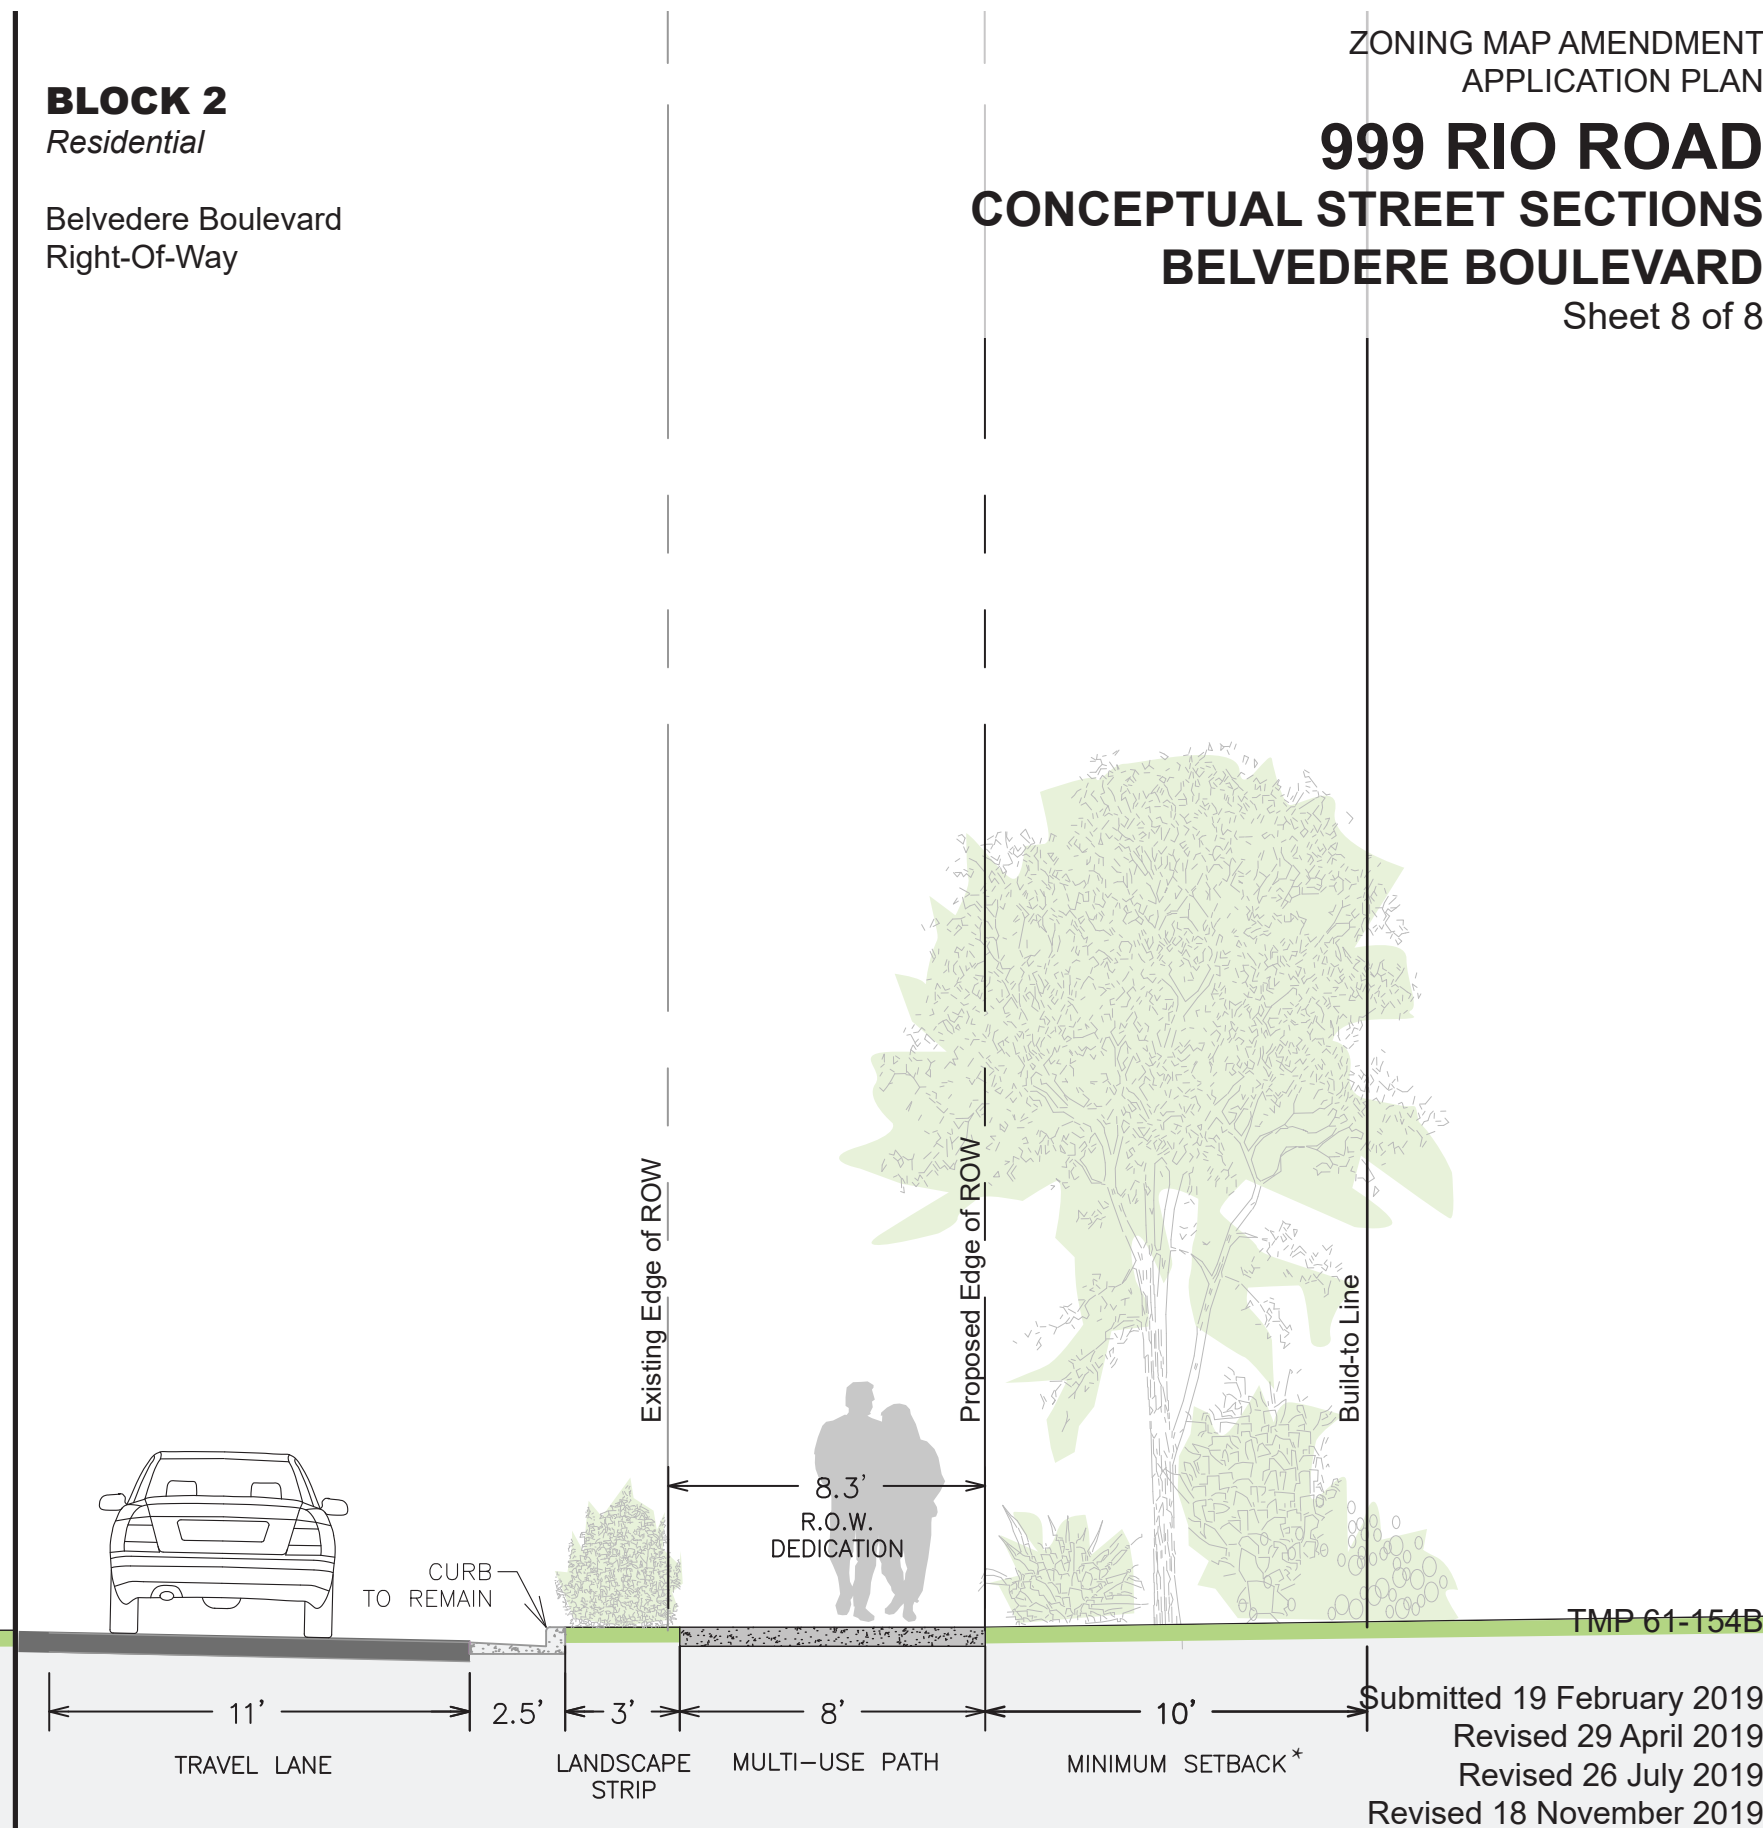 BLOCK 2
Residential
Belvedere Boulevard
Right-Of-Way
ZONING MAP AMENDMENT
APPLICATION PLAN
999 RIO ROAD
CONCEPTUAL STREET SECTIONS
BELVEDERE BOULEVARD
Sheet 8 of 8
Existing Edge of ROW
Proposed Edge of ROW
Build-to Line
8.3'
R.O.W.
DEDICATION
CURB
TO REMAIN
TMP 61-154B
11'
2.5'
3'
8'
10'
TRAVEL LANE
LANDSCAPE
STRIP
MULTI-USE PATH
MINIMUM SETBACK*
Submitted 19 February 2019
Revised 29 April 2019
Revised 26 July 2019
Revised 18 November 2019